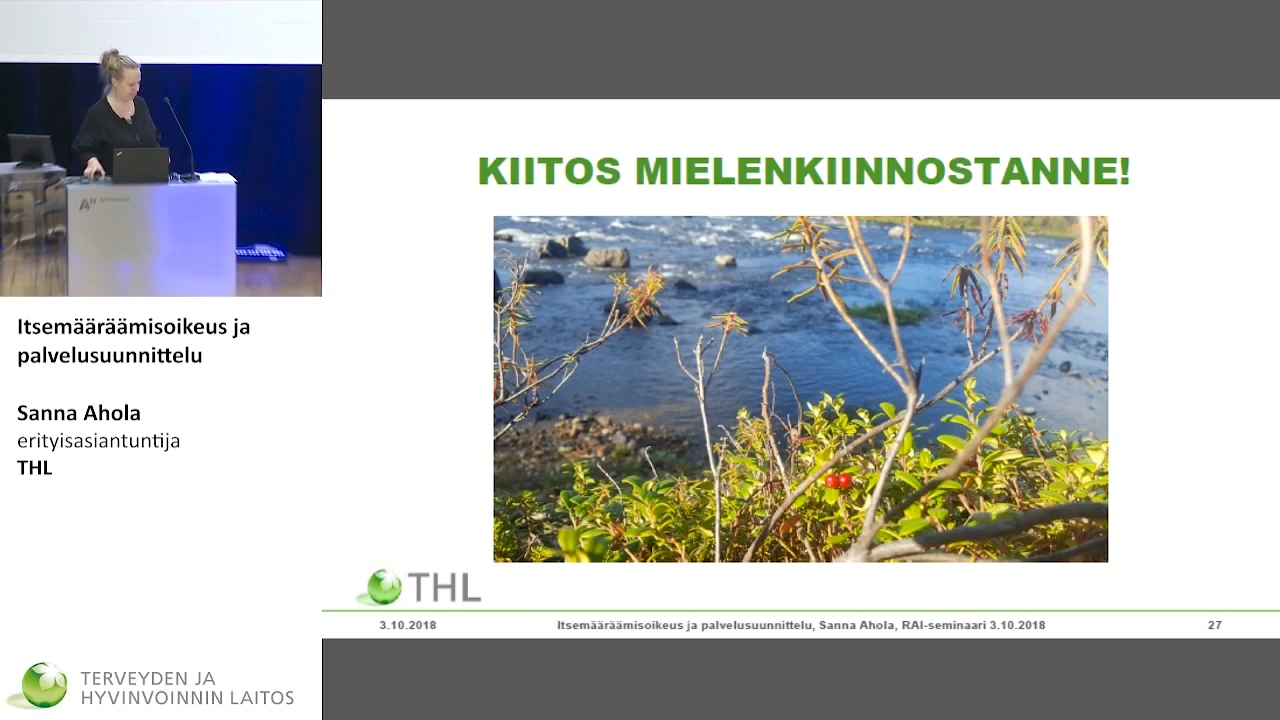 Itsemääräämisoikeus ja
palvelusuunnittelu
Sanna Ahola
erityisasiantuntija
THL
TERVEYDEN JA
HYVINVOINNIN LAITOS
KIITOS MIELENKIINNOSTANNE!
THL
3.10.2018
Itsemääräämisoikeus ja palvelusuunnittelu, Sanna Ahola, RAI-seminaari 3.10.2018
27